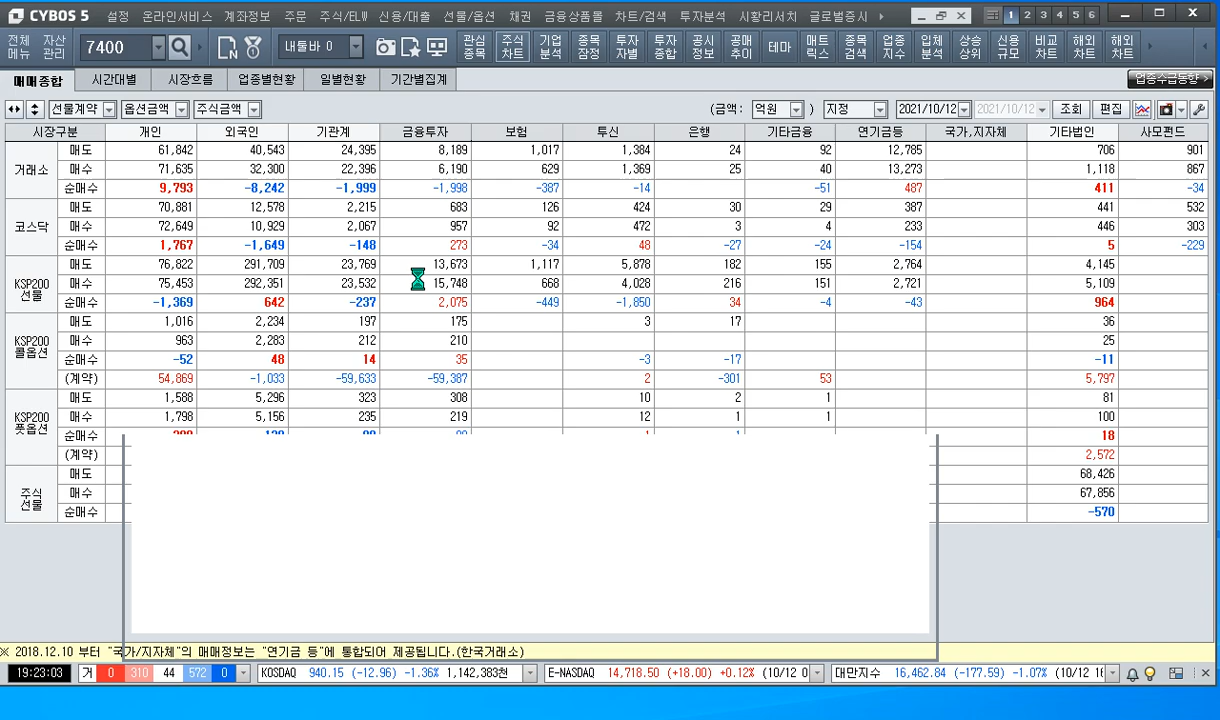 CYBOS 5 설정 온라인서비스 계좌정보 주문 주식/ELW 신용/대출 선물/옵션 채권 금융상품몰 차트/검색 투자분석 시황리서치 글로벌증시 1 2 3 4 5 6
전체메뉴 자산관리 7400 내툴바 0 관심종목 주식차트 기업분석 종목잠정 투자자별 투자종합 공시정보 공매추이 테마 매트릭스 종목검색 업종지수 입체분석 상승상위 신용규모 비교차트 해외차트 해외차트
매매종합 시간대별 시장흐름 업종별현황 일별현황 기간별집계 업종수급동향 >
선물계약 옵션금액 주식금액 (금액: 억원 ) 지정 2021/10/12 2021/10/12 조회 편집
시장구분 개인 외국인 기관계 금융투자 보험 투신 은행 기타금융 연기금등 국가,지자체 기타법인 사모펀드
거래소 매도 61,842 40,543 24,395 8,189 1,017 1,384 24 92 12,785 706 901
매수 71,635 32,300 22,396 6,190 629 1,369 25 40 13,273 1,118 867
순매수 9,793 -8,242 -1,999 -1,998 -387 -14 -51 487 411 -34
코스닥 매도 70,881 12,578 2,215 683 126 424 30 29 387 441 532
매수 72,649 10,929 2,067 957 92 472 3 4 233 446 303
순매수 1,767 -1,649 -148 273 -34 48 -27 -24 -154 5 -229
KSP200 선물 매도 76,822 291,709 23,769 13,673 1,117 5,878 182 155 2,764 4,145
매수 75,453 292,351 23,532 15,748 668 4,028 216 151 2,721 5,109
순매수 -1,369 642 -237 2,075 -449 -1,850 34 -4 -43 964
KSP200 콜옵션 매도 1,016 2,234 197 175 3 17 36
매수 963 2,283 212 210 25
순매수 -52 48 14 35 -3 -17 -11
(계약) 54,869 -1,033 -59,633 -59,387 2 -301 53 5,797
KSP200 풋옵션 매도 1,588 5,296 323 308 10 2 1 81
매수 1,798 5,156 235 219 12 1 1 100
순매수 18
(계약) 2,572
주식 선물 매도 68,426
매수 67,856
순매수 -570
※ 2018.12.10 부터 "국가/지자체"의 매매정보는 "연기금 등"에 통합되어 제공됩니다.(한국거래소)
19:23:03 거 0 310 44 572 0 KOSDAQ 940.15 (-12.96) -1.36% 1,142,383천 E-NASDAQ 14,718.50 (+18.00) +0.12% (10/12 0 대만지수 16,462.84 (-177.59) -1.07% (10/12 16